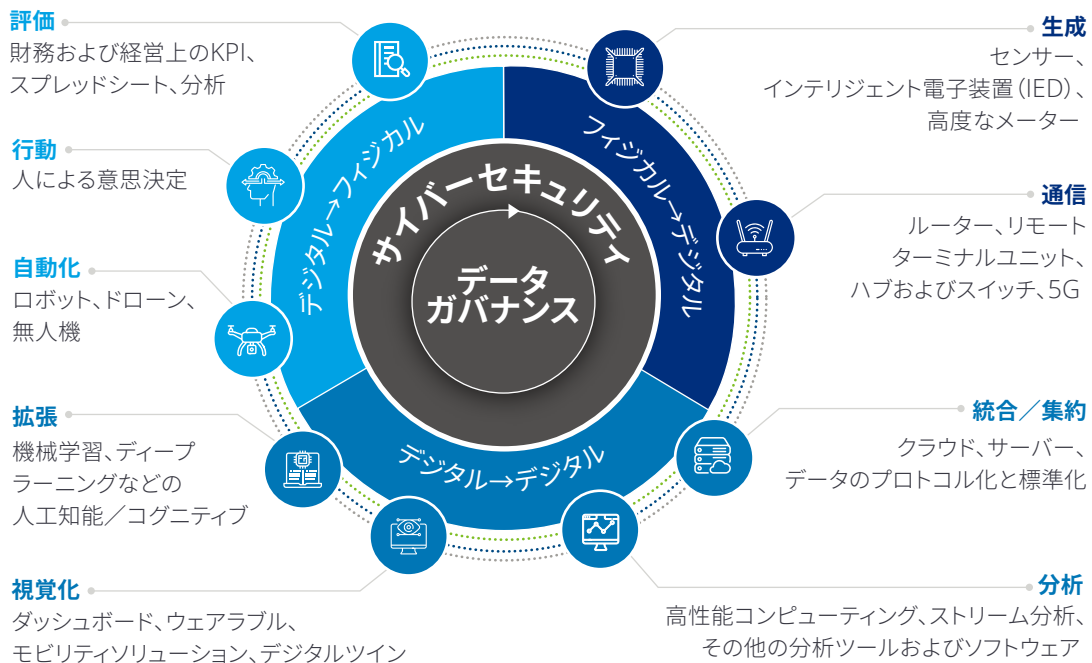 評価
財務および経営上のKPI、
スプレッドシート、分析
行動
人による意思決定
自動化
ロボット、ドローン、
無人機
拡張
機械学習、ディープ
ラーニングなどの
人工知能／コグニティブ
視覚化
ダッシュボード、ウェアラブル、
モビリティソリューション、デジタルツイン
デジタル→フィジカル
フィジカル→デジタル
サイバーセキュリティ
データ
ガバナンス
デジタル→デジタル
生成
センサー、
インテリジェント電子装置（IED）、
高度なメーター
通信
ルーター、リモート
ターミナルユニット、
ハブおよびスイッチ、5G
統合／集約
クラウド、サーバー、
データのプロトコル化と標準化
分析
高性能コンピューティング、ストリーム分析、
その他の分析ツールおよびソフトウェア